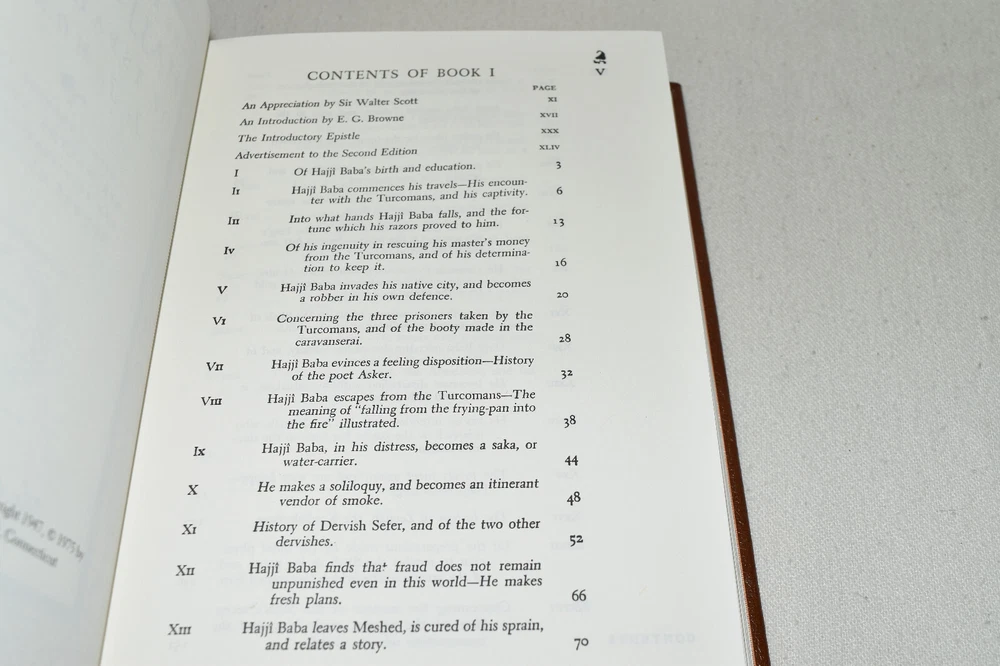 V
CONTENTS OF BOOK I
PAGE
An Appreciation by Sir Walter Scott XI
An Introduction by E. G. Browne XVII
The Introductory Epistle XXX
Advertisement to the Second Edition XLIV
I Of Hajjî Baba's birth and education. 3
II Hajjî Baba commences his travels—His encoun-
ter with the Turcomans, and his captivity. 6
III Into what hands Hajjî Baba falls, and the for-
tune which his razors proved to him. 13
IV Of his ingenuity in rescuing his master's money
from the Turcomans, and of his determina-
tion to keep it. 16
V Hajjî Baba invades his native city, and becomes
a robber in his own defence. 20
VI Concerning the three prisoners taken by the
Turcomans, and of the booty made in the
caravanserai. 28
VII Hajjî Baba evinces a feeling disposition—History
of the poet Asker. 32
VIII Hajjî Baba escapes from the Turcomans—The
meaning of "falling from the frying-pan into
the fire" illustrated. 38
IX Hajjî Baba, in his distress, becomes a saka, or
water-carrier. 44
X He makes a soliloquy, and becomes an itinerant
vendor of smoke. 48
XI History of Dervish Sefer, and of the two other
dervishes. 52
XII Hajjî Baba finds that fraud does not remain
unpunished even in this world—He makes
fresh plans. 66
XIII Hajjî Baba leaves Meshed, is cured of his sprain,
and relates a story. 70
1947, © 1975 by
Connecticut